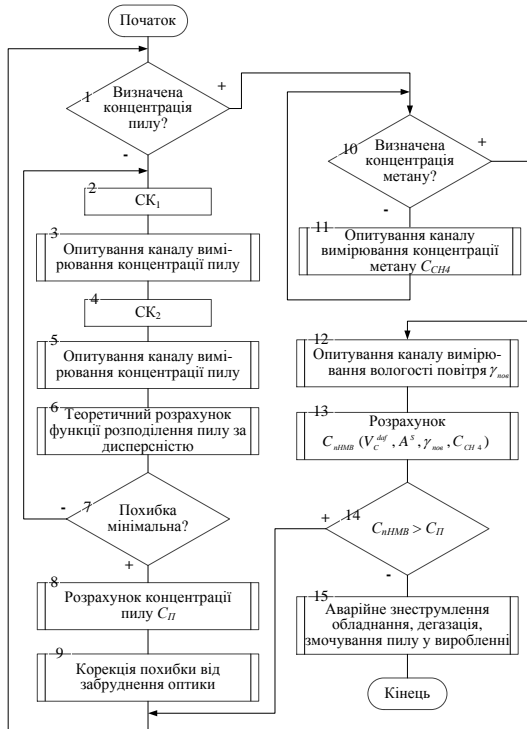 Початок
1
Визначена
концентрація
пилу?
+
-
2
СК1
3
Опитування каналу вимі-
рювання концентрації пилу
4
СК2
5
Опитування каналу вимі-
рювання концентрації пилу
6
Теоретичний розрахунок
функції розподілення пилу за
дисперсністю
-
7
Похибка
мінімальна?
+
8
Розрахунок концентрації
пилу CП
9
Корекція похибки від
забруднення оптики
10
Визначена
концентрація
метану?
+
-
11
Опитування каналу
вимірювання концентрації
метану CCH4
12
Опитування каналу вимірю-
вання вологості повітря γпов
13
Розрахунок
CпНМВ (VC^daf, A^S, γпов, CCH 4)
+
14
CпНМВ > CП
-
15
Аварійне знеструмлення
обладнання, дегазація,
змочування пилу у виробленні
Кінець